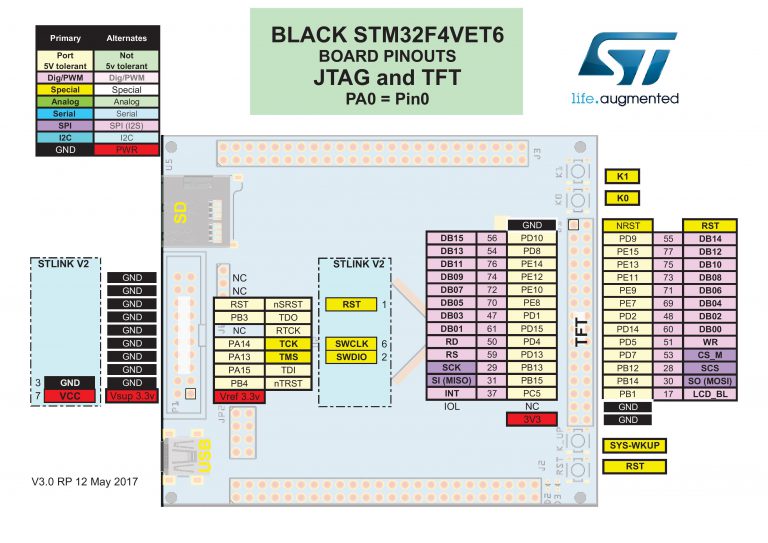 BLACK STM32F4VET6
BOARD PINOUTS
JTAG and TFT
PA0 = Pin0
life.augmented
Primary Alternates
Port 5V tolerant Not 5v tolerant
Dig/PWM Dig/PWM
Special Special
Analog Analog
Serial Serial
SPI SPI (I2S)
I2C I2C
GND PWR
U5
SD
J3
K1
K0
K1
K0
STLINK V2
GND
GND
GND
GND
GND
GND
GND
GND
3 GND GND
7 VCC Vsup 3.3v
P1
NC
NC
RST nSRST
PB3 TDO
NC RTCK
PA14 TCK
PA13 TMS
PA15 TDI
PB4 nTRST
Vref 3.3v
STLINK V2
RST 1
SWCLK 6
SWDIO 2
JP2
USB
GND
DB15 56 PD10
DB13 54 PD8
DB11 76 PE14
DB09 74 PE12
DB07 72 PE10
DB05 70 PE8
DB03 47 PD1
DB01 61 PD15
RD 50 PD4
RS 59 PD13
SCK 29 PB13
SI (MISO) 31 PB15
INT 37 PC5
IOL NC
3V3
TFT
NRST RST
PD9 55 DB14
PE15 77 DB12
PE13 75 DB10
PE11 73 DB08
PE9 71 DB06
PE7 69 DB04
PD2 48 DB02
PD14 60 DB00
PD5 51 WR
PD7 53 CS_M
PB12 28 SCS
PB14 30 SO (MOSI)
PB1 17 LCD_BL
GND
GND
SYS-WKUP
RST
K_UP
RST
J2
V3.0 RP 12 May 2017